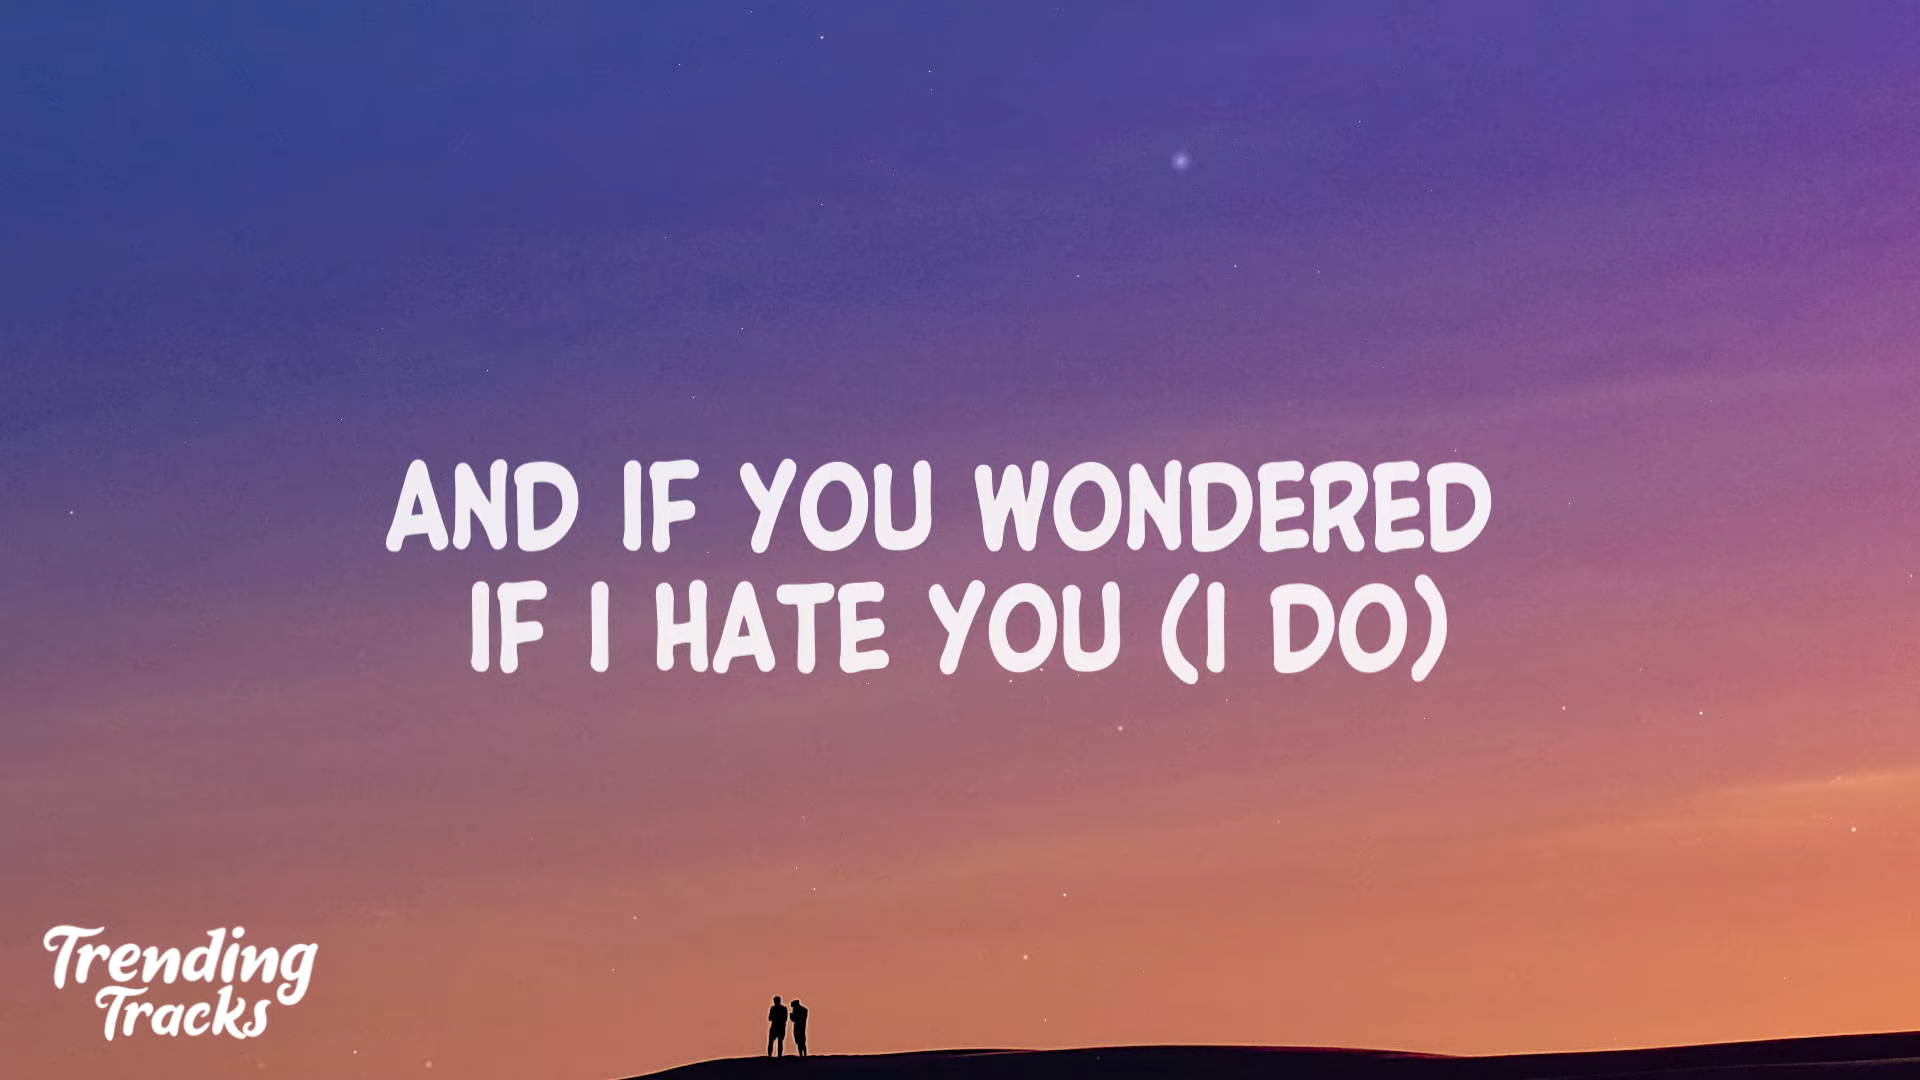 AND IF YOU WONDERED
IF I HATE YOU (I DO)
Trending
Tracks